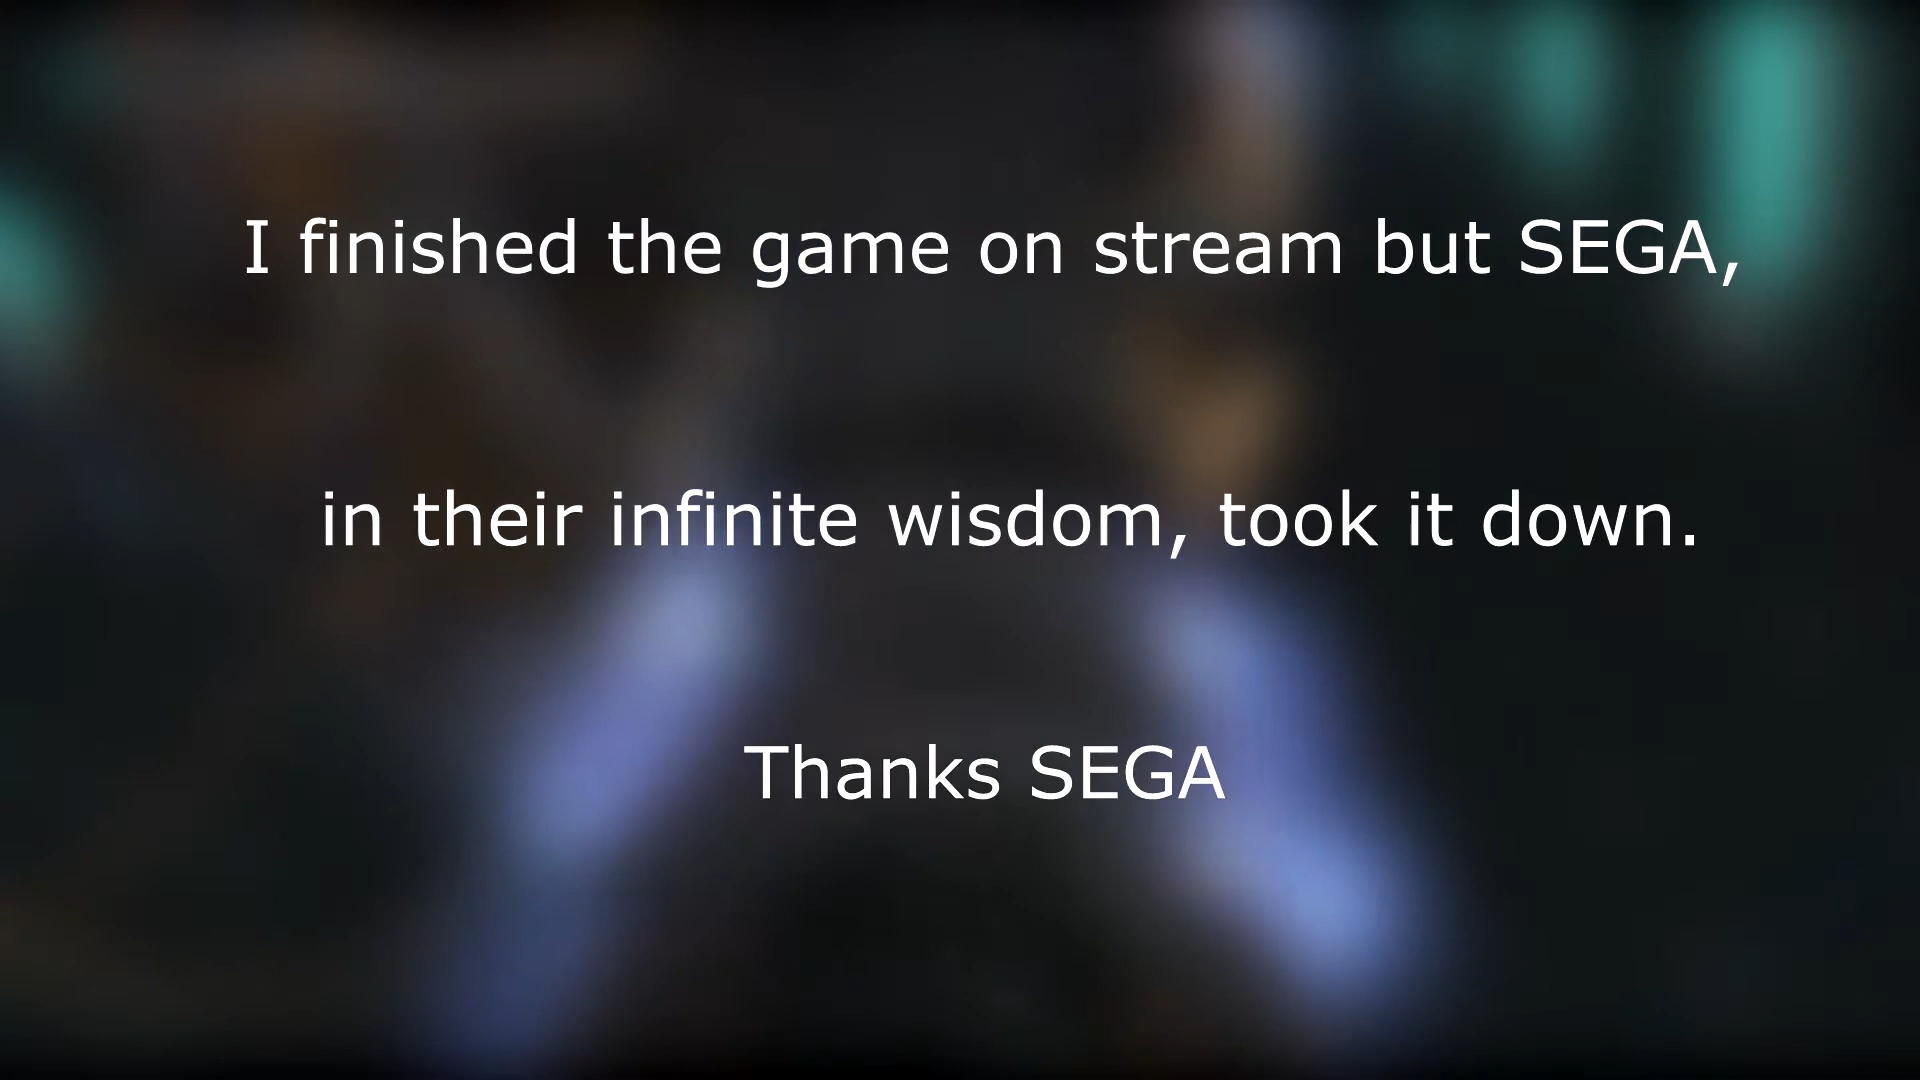 I finished the game on stream but SEGA,
in their infinite wisdom, took it down.
Thanks SEGA